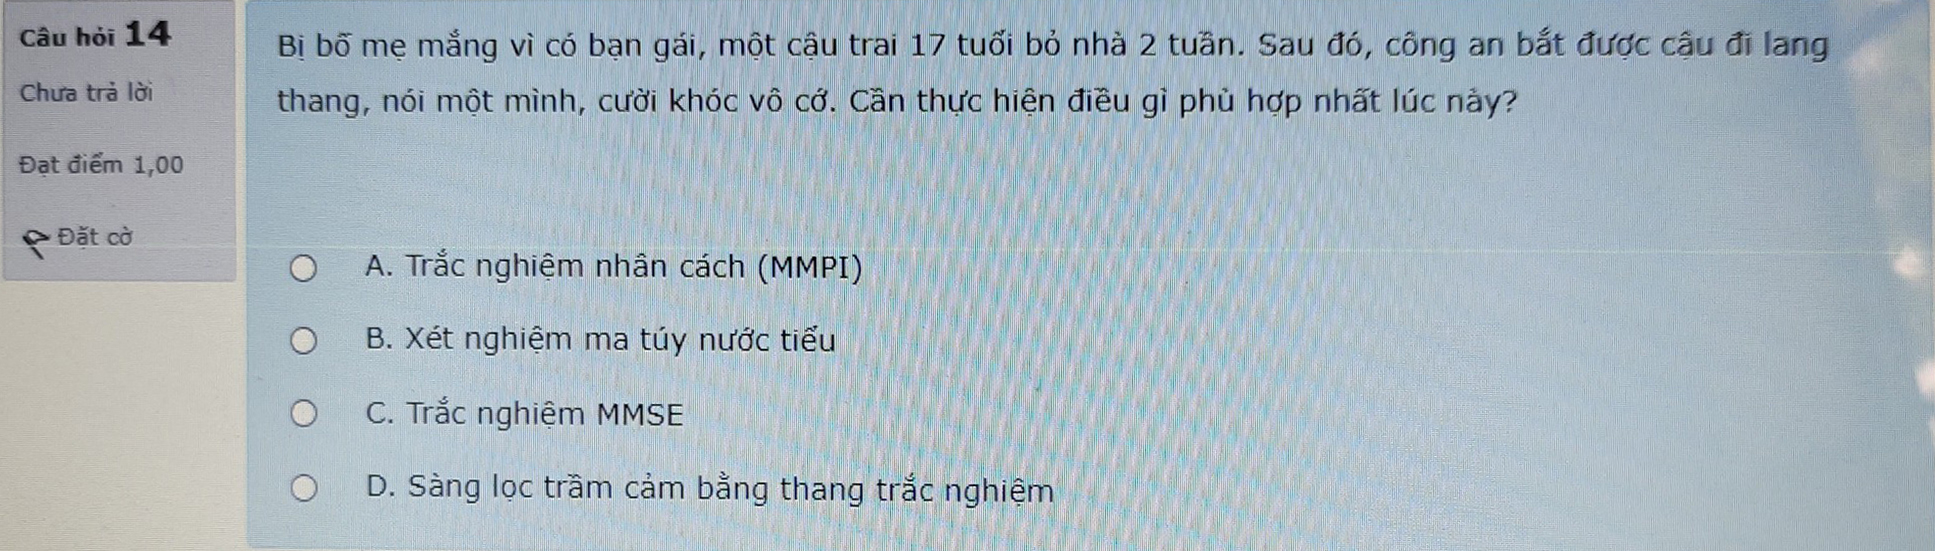 Câu hỏi 14
Chưa trả lời
Đạt điểm 1,00
Đặt cờ
Bị bố mẹ mắng vì có bạn gái, một cậu trai 17 tuổi bỏ nhà 2 tuần. Sau đó, công an bắt được cậu đi lang
thang, nói một mình, cười khóc vô cớ. Cần thực hiện điều gì phù hợp nhất lúc này?
A. Trắc nghiệm nhân cách (MMPI)
B. Xét nghiệm ma túy nước tiểu
C. Trắc nghiệm MMSE
D. Sàng lọc trầm cảm bằng thang trắc nghiệm